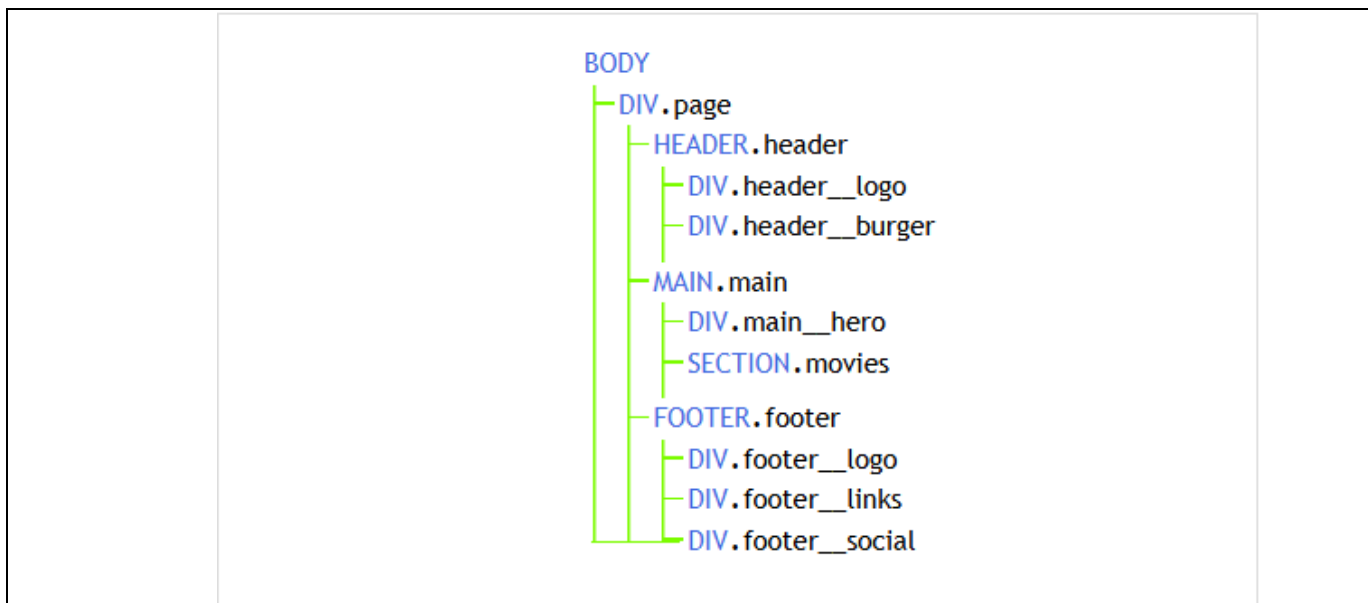 BODY
DIV.page
HEADER.header
DIV.header__logo
DIV.header__burger
MAIN.main
DIV.main__hero
SECTION.movies
FOOTER.footer
DIV.footer__logo
DIV.footer__links
DIV.footer__social